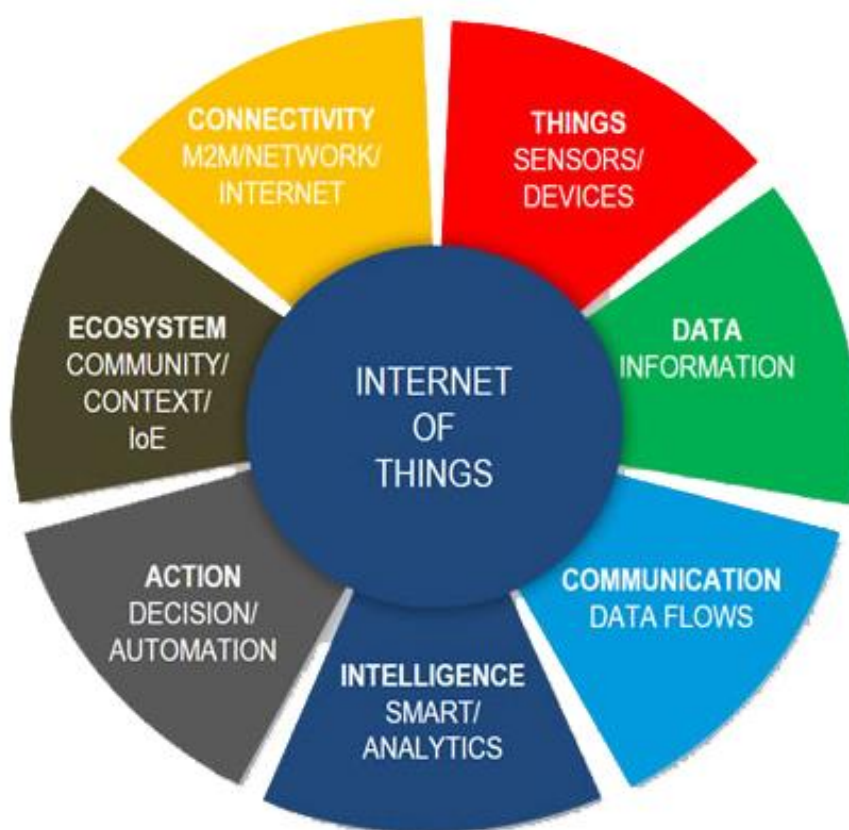 CONNECTIVITY
M2M/NETWORK/
INTERNET
THINGS
SENSORS/
DEVICES
DATA
INFORMATION
COMMUNICATION
DATA FLOWS
INTELLIGENCE
SMART/
ANALYTICS
ACTION
DECISION/
AUTOMATION
ECOSYSTEM
COMMUNITY/
CONTEXT/
IoE
INTERNET
OF
THINGS